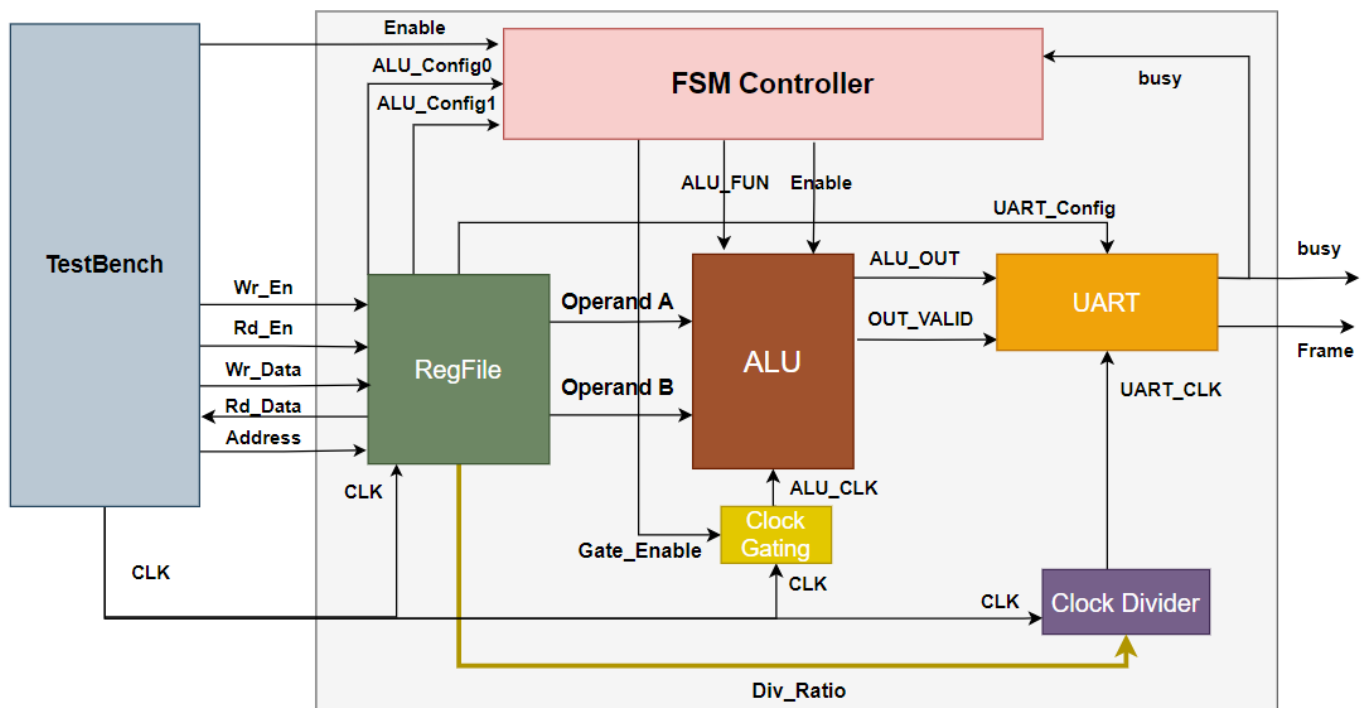 Enable
FSM Controller
ALU_Config0
busy
ALU_Config1
ALU_FUN
Enable
UART_Config
TestBench
ALU_OUT
busy
Wr_En
Operand A
UART
Rd_En
OUT_VALID
Frame
RegFile
ALU
Wr_Data
Operand B
UART_CLK
Rd_Data
Address
CLK
ALU_CLK
Clock
Gating
Gate_Enable
CLK
CLK
CLK
Clock Divider
Div_Ratio